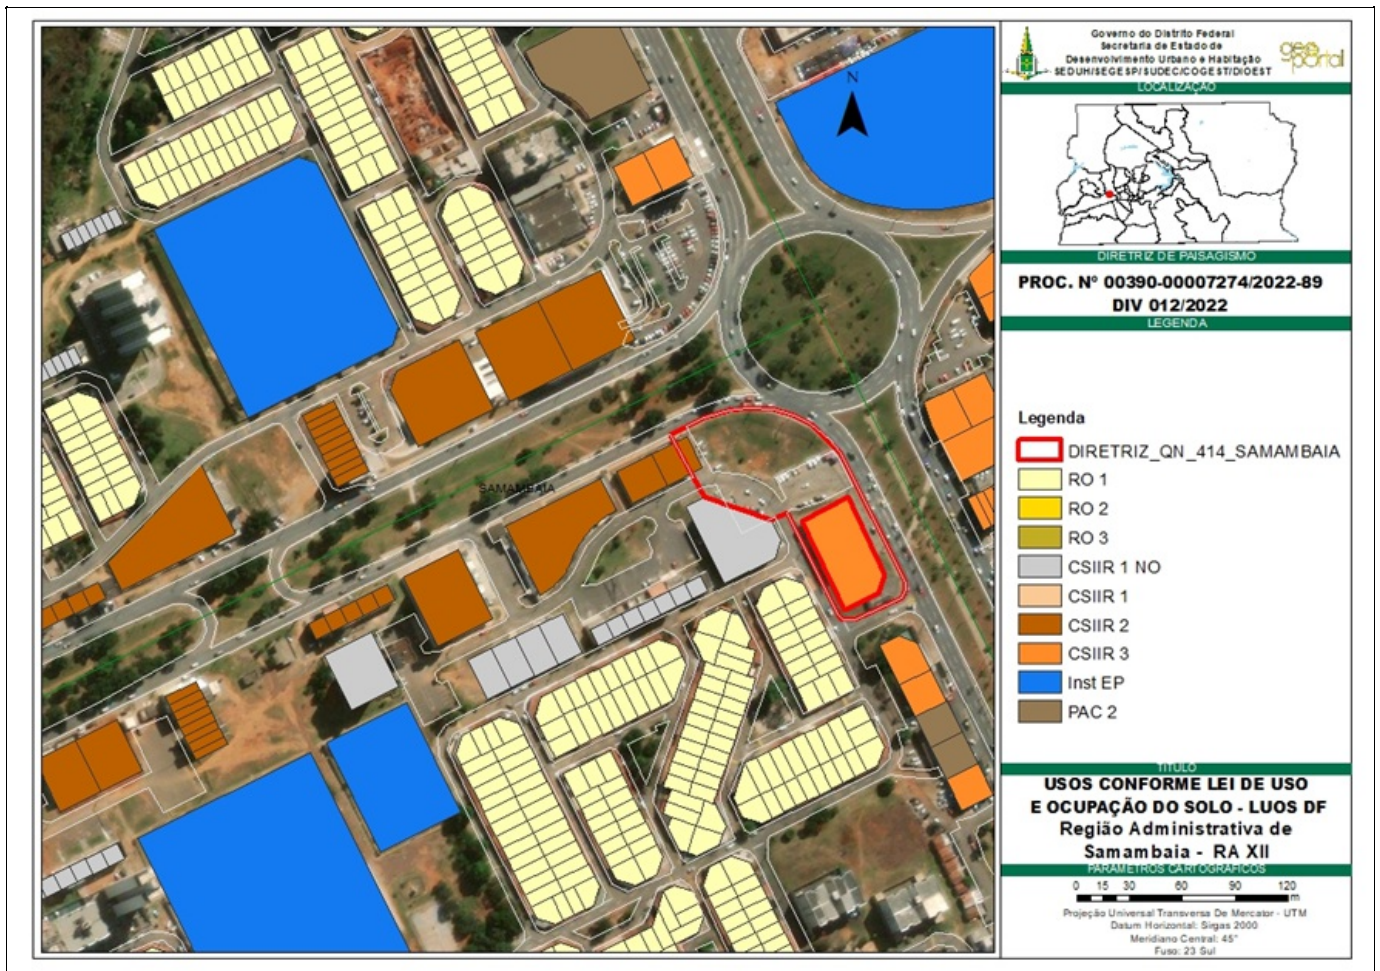 N
SAMAMBAIA
Governo do Distrito Federal
Secretaria de Estado de
Desenvolvimento Urbano e Habitação
SEDUH/SEGESP/SUDEC/COGEST/DIOEST
geo
portal
LOCALIZAÇÃO
DIRETRIZ DE PAISAGISMO
PROC. Nº 00390-00007274/2022-89
DIV 012/2022
LEGENDA
Legenda
DIRETRIZ_QN_414_SAMAMBAIA
RO 1
RO 2
RO 3
CSIIR 1 NO
CSIIR 1
CSIIR 2
CSIIR 3
Inst EP
PAC 2
TÍTULO
USOS CONFORME LEI DE USO
E OCUPAÇÃO DO SOLO - LUOS DF
Região Administrativa de
Samambaia - RA XII
PARÂMETROS CARTOGRÁFICOS
0 15 30 60 90 120
m
Projeção Universal Transversa De Mercator - UTM
Datum Horizontal: Sirgas 2000
Meridiano Central: 45°
Fuso: 23 Sul